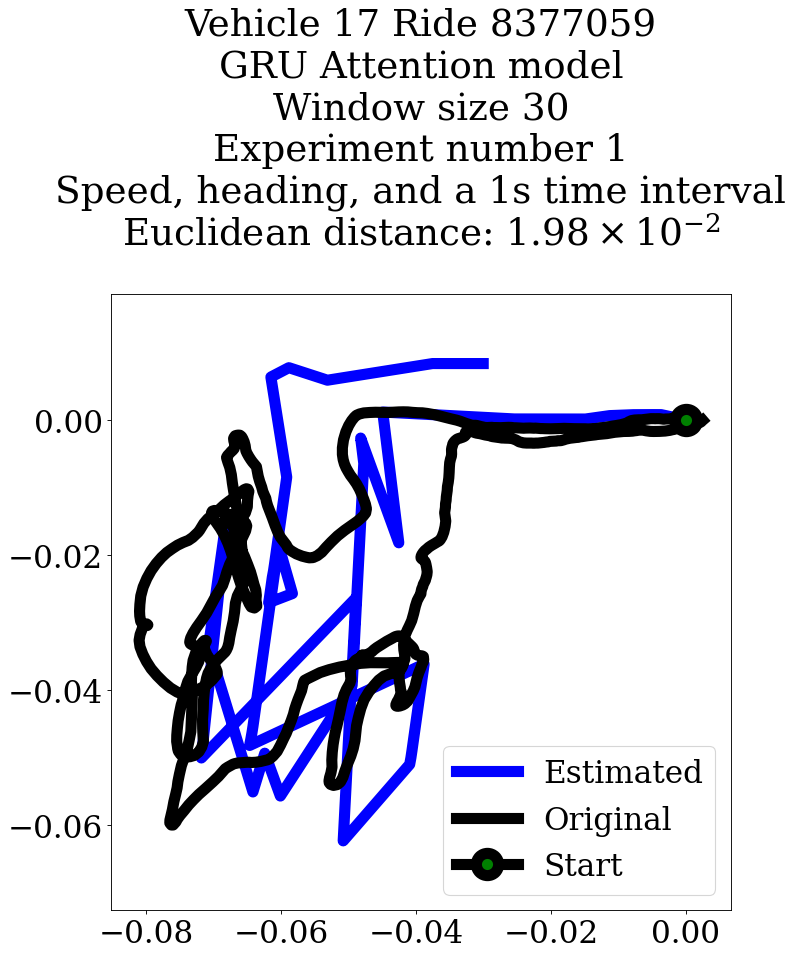 Vehicle 17 Ride 8377059
GRU Attention model
Window size 30
Experiment number 1
Speed, heading, and a 1s time interval
Euclidean distance: 1.98 × 10⁻²
0.00
−0.02
−0.04
−0.06
Estimated
Original
Start
−0.08 −0.06 −0.04 −0.02 0.00